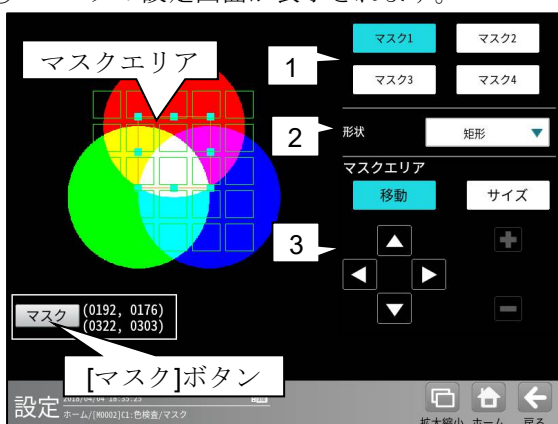 マスクエリア
1
マスク1
マスク2
マスク3
マスク4
2
形状
矩形
マスクエリア
3
移動
サイズ
マスク
(0192, 0176)
(0322, 0303)
[マスク]ボタン
設定
ホーム/[M0002]C1:色検査/マスク
拡大縮小
ホーム
戻る